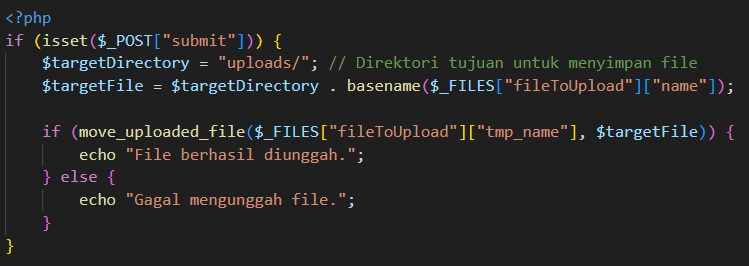 <?php
if (isset($_POST["submit"])) {
    $targetDirectory = "uploads/"; // Direktori tujuan untuk menyimpan file
    $targetFile = $targetDirectory . basename($_FILES["fileToUpload"]["name"]);

    if (move_uploaded_file($_FILES["fileToUpload"]["tmp_name"], $targetFile)) {
        echo "File berhasil diunggah.";
    } else {
        echo "Gagal mengunggah file.";
    }
}